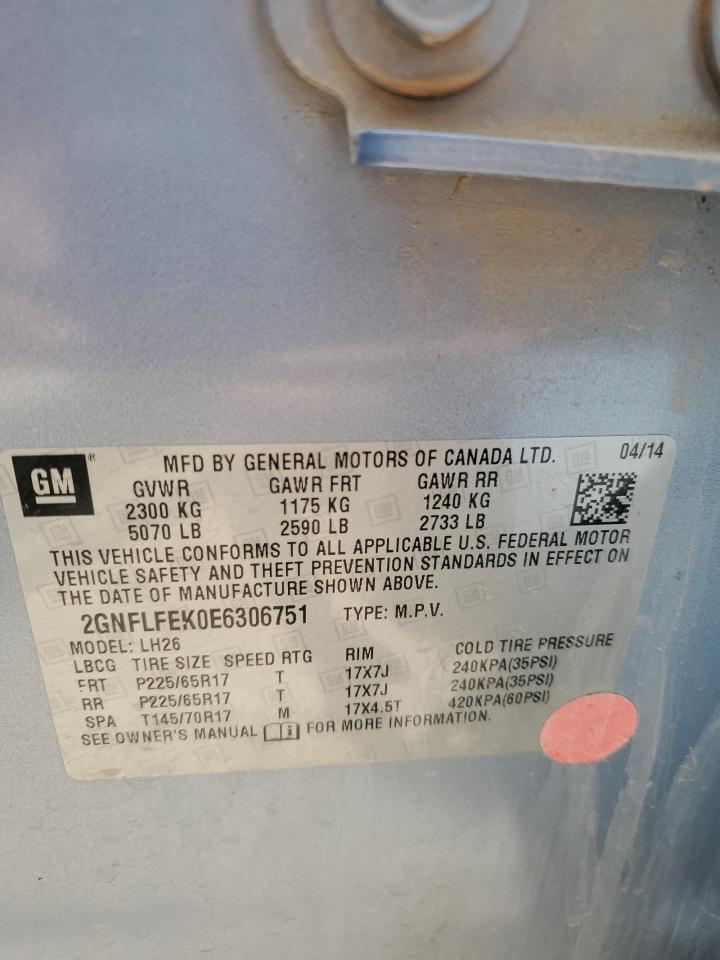 GM ®
MFD BY GENERAL MOTORS OF CANADA LTD. 04/14
GVWR GAWR FRT GAWR RR
2300 KG 1175 KG 1240 KG
5070 LB 2590 LB 2733 LB
THIS VEHICLE CONFORMS TO ALL APPLICABLE U.S. FEDERAL MOTOR
VEHICLE SAFETY AND THEFT PREVENTION STANDARDS IN EFFECT ON
THE DATE OF MANUFACTURE SHOWN ABOVE.
2GNFLFEK0E6306751 TYPE: M.P.V.
MODEL: LH26
LBCG TIRE SIZE SPEED RTG RIM COLD TIRE PRESSURE
FRT P225/65R17 T 17X7J 240KPA(35PSI)
RR P225/65R17 T 17X7J 240KPA(35PSI)
SPA T145/70R17 M 17X4.5T 420KPA(60PSI)
SEE OWNER'S MANUAL FOR MORE INFORMATION.